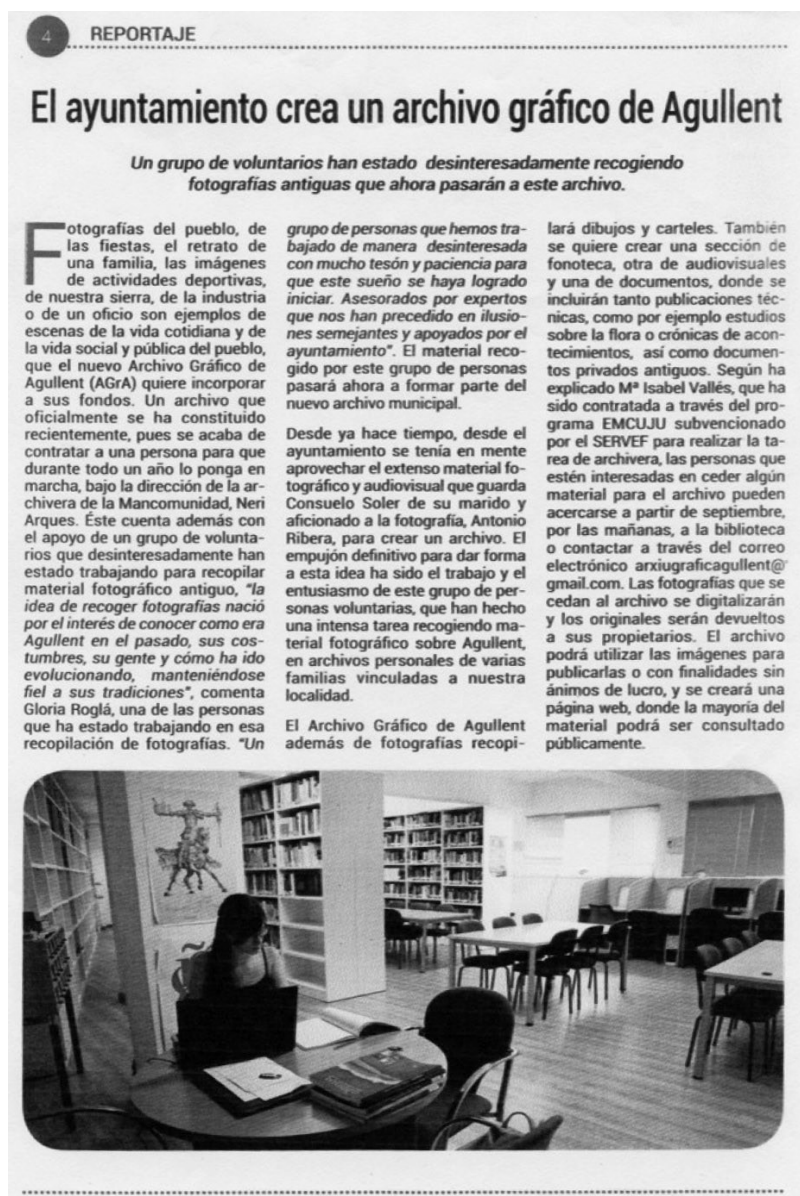 4
REPORTAJE
El ayuntamiento crea un archivo gráfico de Agullent
Un grupo de voluntarios han estado desinteresadamente recogiendo
fotografías antiguas que ahora pasarán a este archivo.
Fotografías del pueblo, de
las fiestas, el retrato de
una familia, las imágenes
de actividades deportivas,
de nuestra sierra, de la industria
o de un oficio son ejemplos de
escenas de la vida cotidiana y de
la vida social y pública del pueblo,
que el nuevo Archivo Gráfico de
Agullent (AGrA) quiere incorporar
a sus fondos. Un archivo que
oficialmente se ha constituido
recientemente, pues se acaba de
contratar a una persona para que
durante todo un año lo ponga en
marcha, bajo la dirección de la ar-
chivera de la Mancomunidad, Neri
Arques. Éste cuenta además con
el apoyo de un grupo de volunta-
rios que desinteresadamente han
estado trabajando para recopilar
material fotográfico antiguo, "la
idea de recoger fotografías nació
por el interés de conocer como era
Agullent en el pasado, sus cos-
tumbres, su gente y cómo ha ido
evolucionando, manteniéndose
fiel a sus tradiciones", comenta
Gloria Roglá, una de las personas
que ha estado trabajando en esa
recopilación de fotografías. "Un
grupo de personas que hemos tra-
bajado de manera desinteresada
con mucho tesón y paciencia para
que este sueño se haya logrado
iniciar. Asesorados por expertos
que nos han precedido en ilusio-
nes semejantes y apoyados por el
ayuntamiento". El material reco-
gido por este grupo de personas
pasará ahora a formar parte del
nuevo archivo municipal.
Desde ya hace tiempo, desde el
ayuntamiento se tenía en mente
aprovechar el extenso material fo-
tográfico y audiovisual que guarda
Consuelo Soler de su marido y
aficionado a la fotografía, Antonio
Ribera, para crear un archivo. El
empujón definitivo para dar forma
a esta idea ha sido el trabajo y el
entusiasmo de este grupo de per-
sonas voluntarias, que han hecho
una intensa tarea recogiendo ma-
terial fotográfico sobre Agullent,
en archivos personales de varias
familias vinculadas a nuestra
localidad.
El Archivo Gráfico de Agullent
además de fotografías recopi-
lará dibujos y carteles. También
se quiere crear una sección de
fonoteca, otra de audiovisuales
y una de documentos, donde se
incluirán tanto publicaciones téc-
nicas, como por ejemplo estudios
sobre la flora o crónicas de acon-
tecimientos, así como documen-
tos privados antiguos. Según ha
explicado Mª Isabel Vallés, que ha
sido contratada a través del pro-
grama EMCUJU subvencionado
por el SERVEF para realizar la ta-
rea de archivera, las personas que
estén interesadas en ceder algún
material para el archivo pueden
acercarse a partir de septiembre,
por las mañanas, a la biblioteca
o contactar a través del correo
electrónico arxiugraficagullent@
gmail.com. Las fotografías que se
cedan al archivo se digitalizarán
y los originales serán devueltos
a sus propietarios. El archivo
podrá utilizar las imágenes para
publicarlas o con finalidades sin
ánimos de lucro, y se creará una
página web, donde la mayoría del
material podrá ser consultado
públicamente.